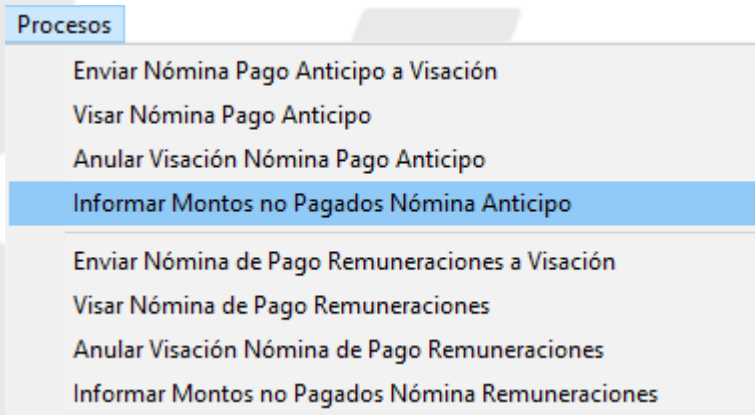 Procesos
Enviar Nómina Pago Anticipo a Visación
Visar Nómina Pago Anticipo
Anular Visación Nómina Pago Anticipo
Informar Montos no Pagados Nómina Anticipo
Enviar Nómina de Pago Remuneraciones a Visación
Visar Nómina de Pago Remuneraciones
Anular Visación Nómina de Pago Remuneraciones
Informar Montos no Pagados Nómina Remuneraciones